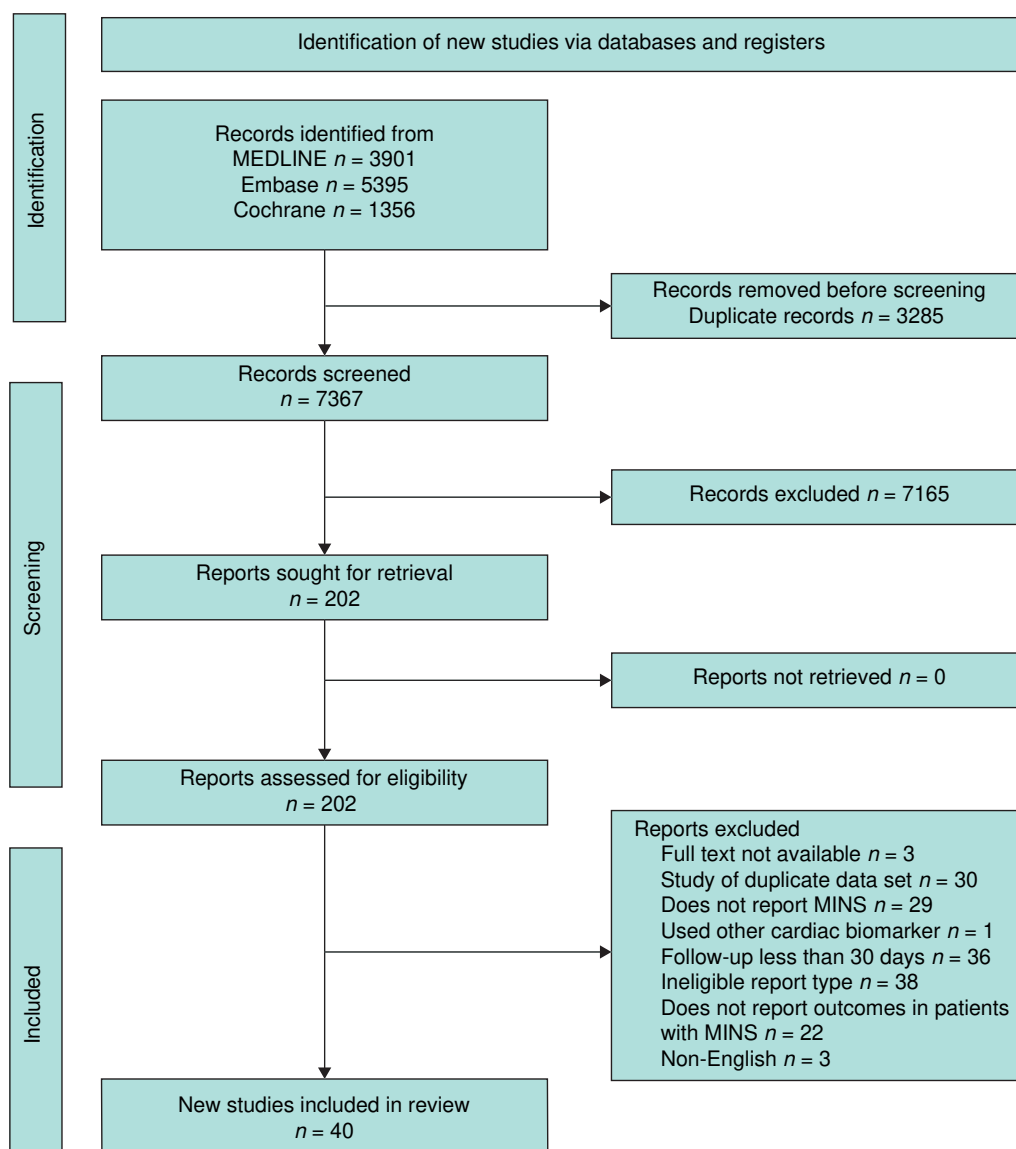 Identification of new studies via databases and registers
Identification
Records identified from
MEDLINE n = 3901
Embase n = 5395
Cochrane n = 1356
Records removed before screening
Duplicate records n = 3285
Screening
Records screened
n = 7367
Records excluded n = 7165
Reports sought for retrieval
n = 202
Reports not retrieved n = 0
Reports assessed for eligibility
n = 202
Included
Reports excluded
Full text not available n = 3
Study of duplicate data set n = 30
Does not report MINS n = 29
Used other cardiac biomarker n = 1
Follow-up less than 30 days n = 36
Ineligible report type n = 38
Does not report outcomes in patients
with MINS n = 22
Non-English n = 3
New studies included in review
n = 40